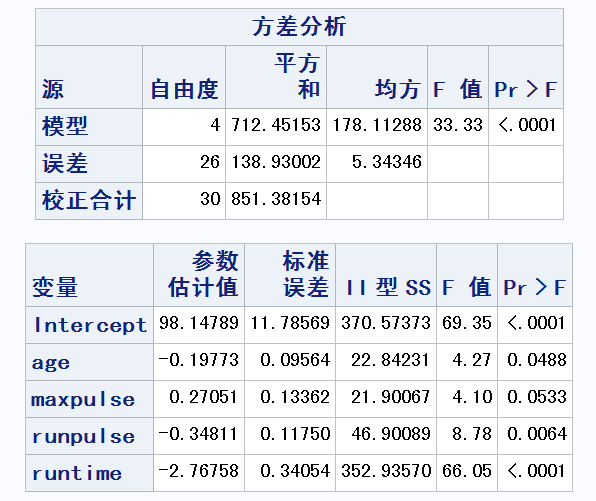 方差分析
源 自由度 平方和 均方 F 值 Pr > F
模型 4 712.45153 178.11288 33.33 <.0001
误差 26 138.93002 5.34346
校正合计 30 851.38154
变量 参数估计值 标准误差 II 型 SS F 值 Pr > F
Intercept 98.14789 11.78569 370.57373 69.35 <.0001
age -0.19773 0.09564 22.84231 4.27 0.0488
maxpulse 0.27051 0.13362 21.90067 4.10 0.0533
runpulse -0.34811 0.11750 46.90089 8.78 0.0064
runtime -2.76758 0.34054 352.93570 66.05 <.0001